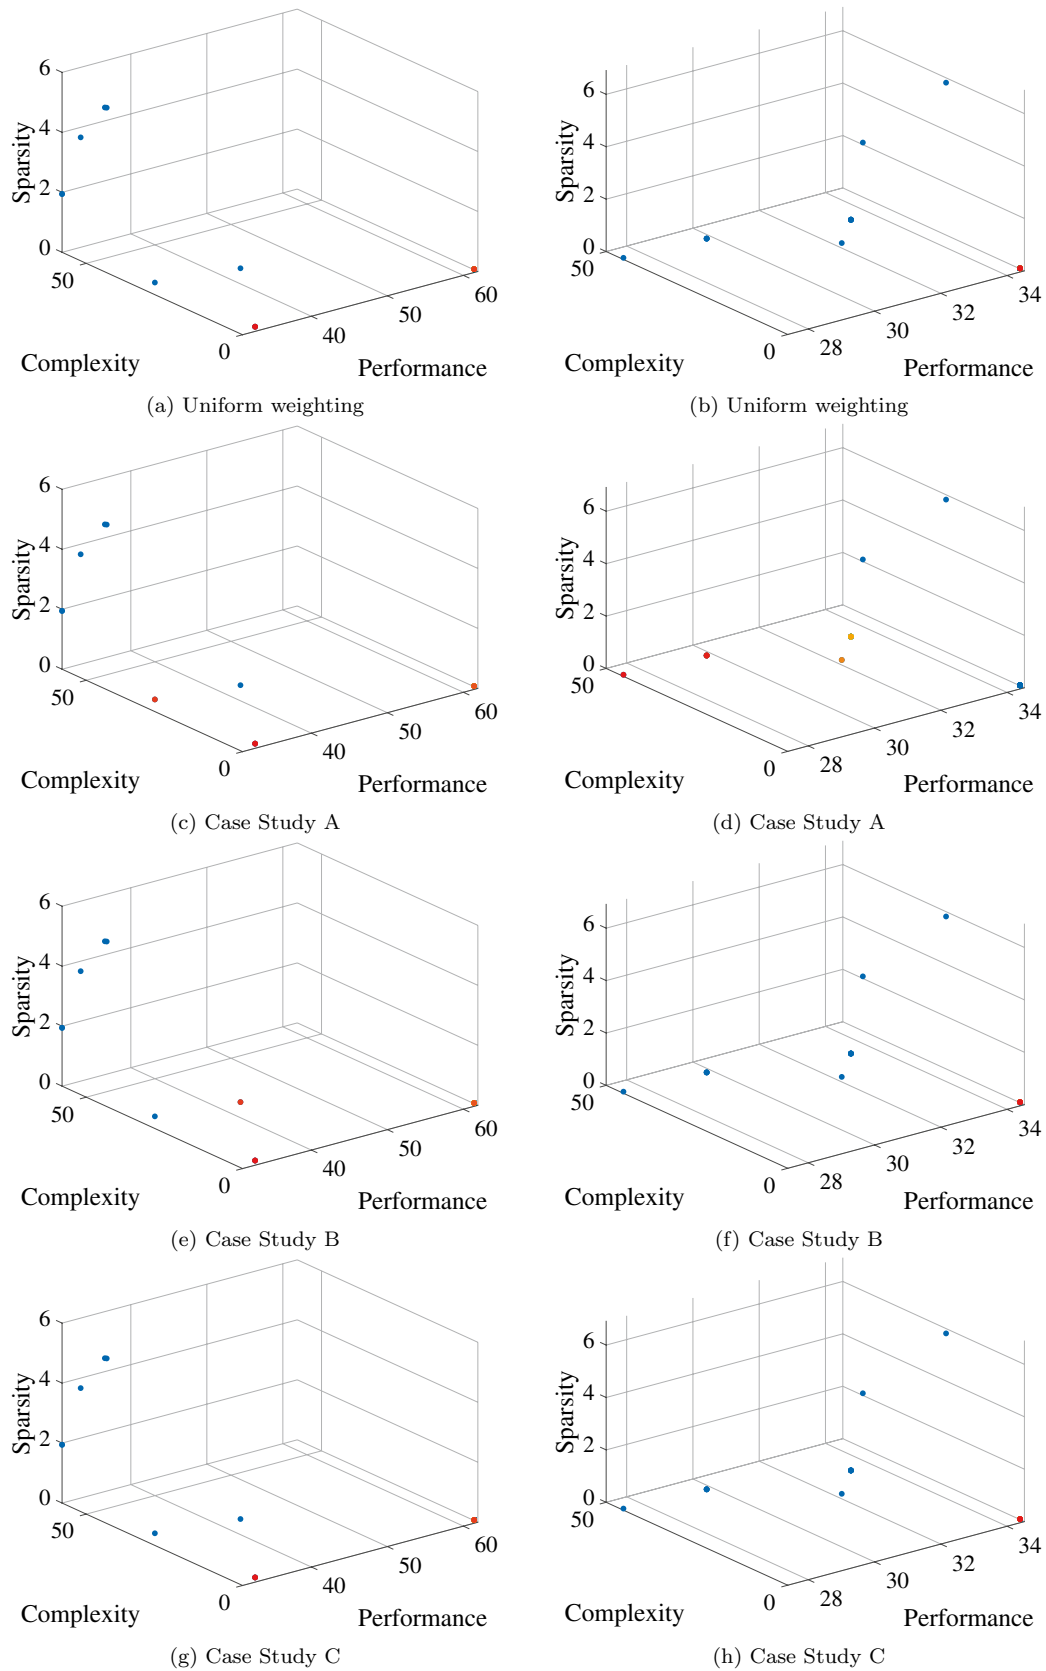 6
4
2
0
Sparsity
50
0
Complexity
40
50
60
Performance
(a) Uniform weighting
6
4
2
0
Sparsity
50
0
Complexity
28
30
32
34
Performance
(b) Uniform weighting
6
4
2
0
Sparsity
50
0
Complexity
40
50
60
Performance
(c) Case Study A
6
4
2
0
Sparsity
50
0
Complexity
28
30
32
34
Performance
(d) Case Study A
6
4
2
0
Sparsity
50
0
Complexity
40
50
60
Performance
(e) Case Study B
6
4
2
0
Sparsity
50
0
Complexity
28
30
32
34
Performance
(f) Case Study B
6
4
2
0
Sparsity
50
0
Complexity
40
50
60
Performance
(g) Case Study C
6
4
2
0
Sparsity
50
0
Complexity
28
30
32
34
Performance
(h) Case Study C